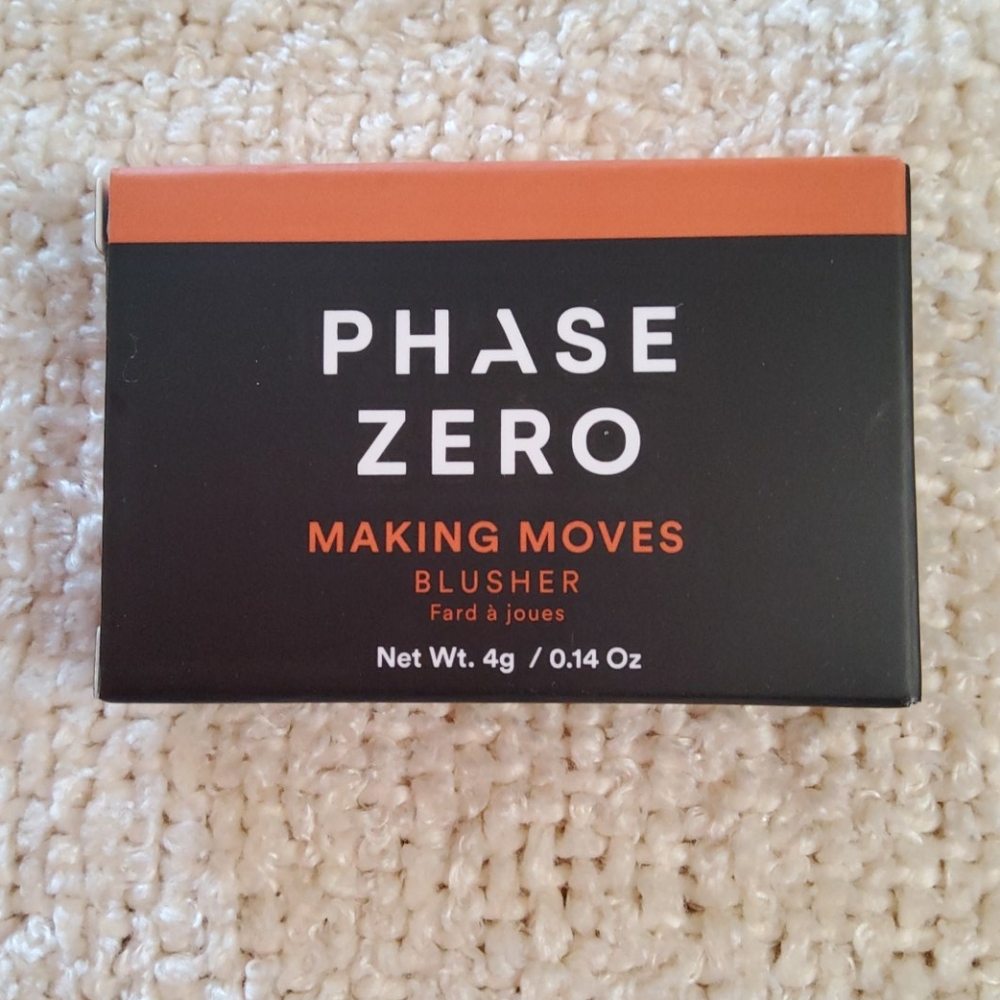 PHASE
ZERO
MAKING MOVES
BLUSHER
Fard à joues
Net Wt. 4g / 0.14 Oz